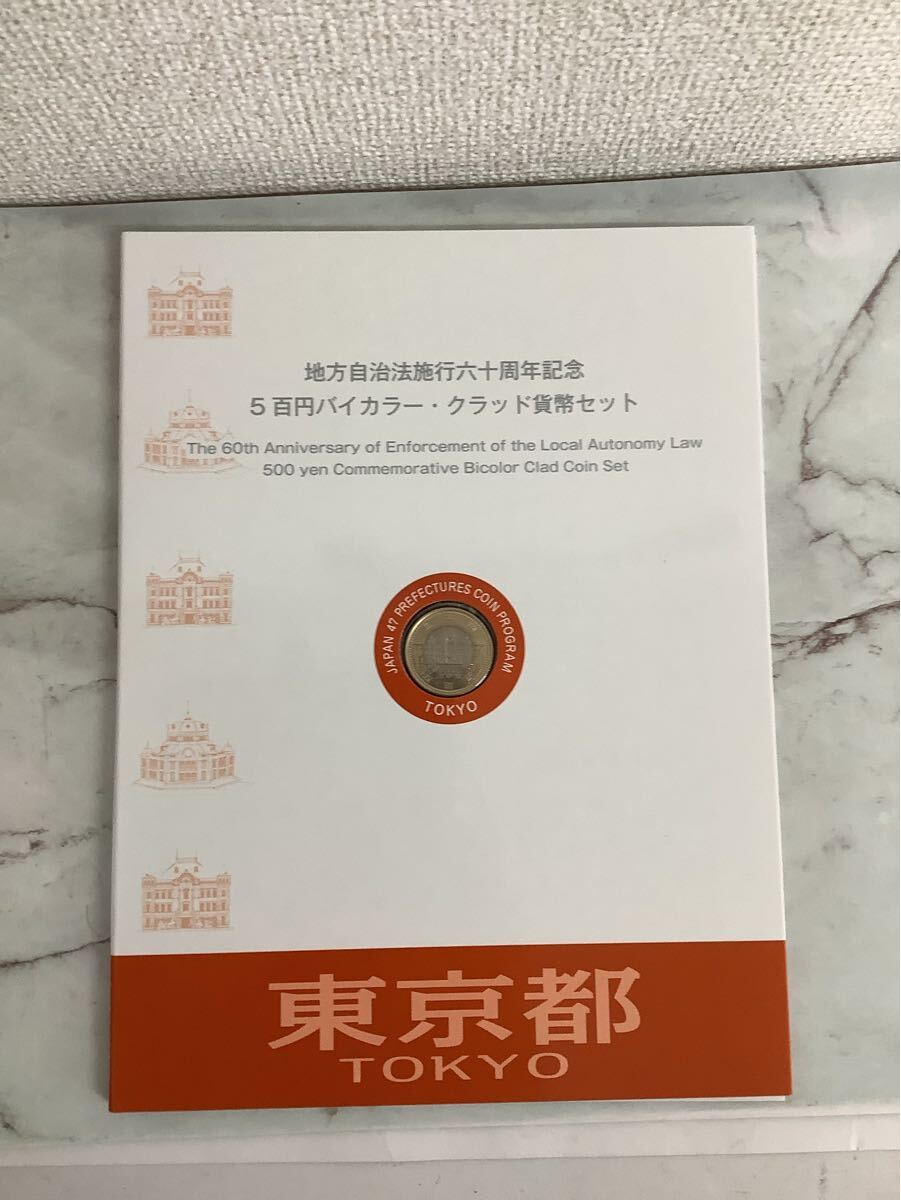 地方自治法施行六十周年記念
5百円バイカラー・クラッド貨幣セット
The 60th Anniversary of Enforcement of the Local Autonomy Law
500 yen Commemorative Bicolor Clad Coin Set
JAPAN 47 PREFECTURES COIN PROGRAM
TOKYO
東京都
TOKYO